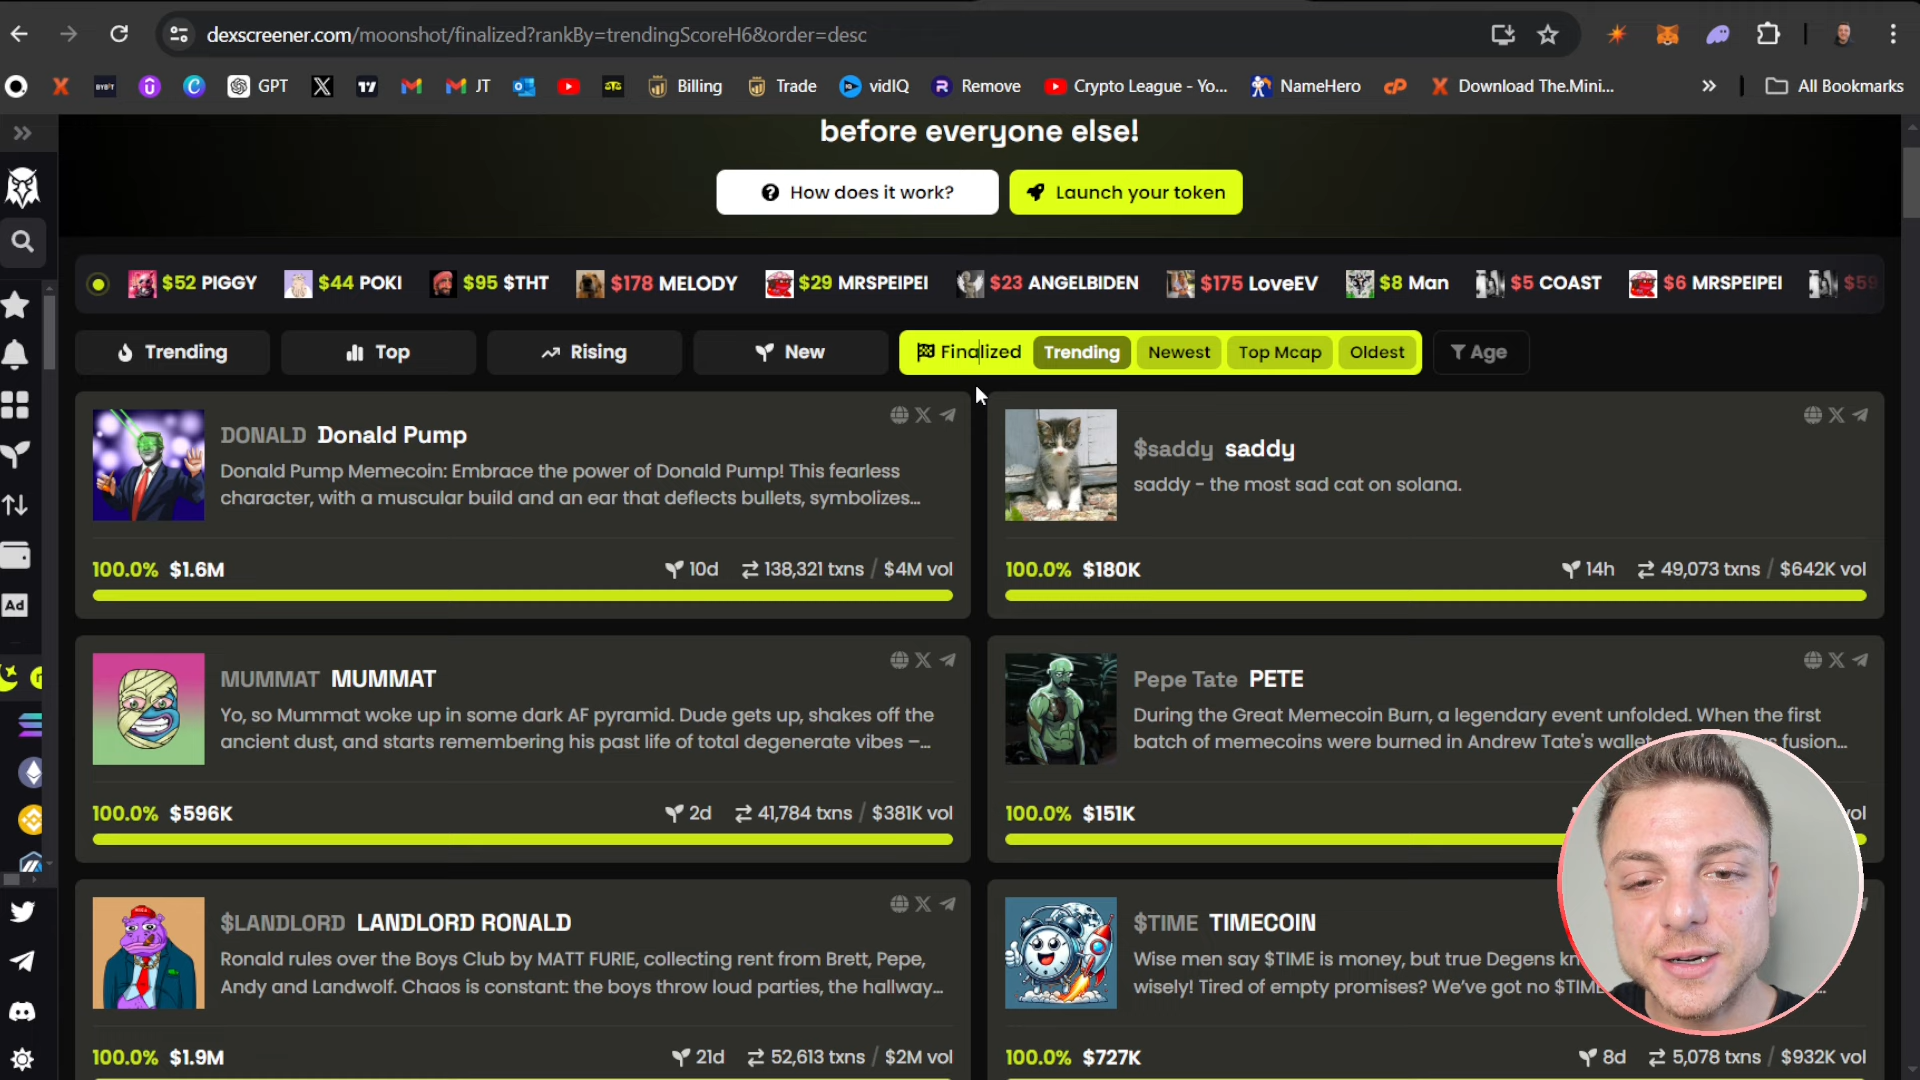 dexscreener.com/moonshot/finalized?rankBy=trendingScoreH6&order=desc
GPT JT Billing Trade vidIQ Remove Crypto League - Yo... NameHero Download The.Mini... All Bookmarks
before everyone else!
How does it work? Launch your token
$52 PIGGY $44 POKI $95 $THT $178 MELODY $29 MRSPEIPEI $23 ANGELBIDEN $175 LoveEV $8 Man $5 COAST $6 MRSPEIPEI $59
Trending Top Rising New Finalized Trending Newest Top Mcap Oldest Age
DONALD Donald Pump
Donald Pump Memecoin: Embrace the power of Donald Pump! This fearless
character, with a muscular build and an ear that deflects bullets, symbolizes...
100.0% $1.6M 10d 138,321 txns / $4M vol
$saddy saddy
saddy - the most sad cat on solana.
100.0% $180K 14h 49,073 txns / $642K vol
MUMMAT MUMMAT
Yo, so Mummat woke up in some dark AF pyramid. Dude gets up, shakes off the
ancient dust, and starts remembering his past life of total degenerate vibes –...
100.0% $596K 2d 41,784 txns / $381K vol
Pepe Tate PETE
During the Great Memecoin Burn, a legendary event unfolded. When the first
batch of memecoins were burned in Andrew Tate's wallet fusion...
100.0% $151K vol
$LANDLORD LANDLORD RONALD
Ronald rules over the Boys Club by MATT FURIE, collecting rent from Brett, Pepe,
Andy and Landwolf. Chaos is constant: the boys throw loud parties, the hallway...
100.0% $1.9M 21d 52,613 txns / $2M vol
$TIME TIMECOIN
Wise men say $TIME is money, but true Degens
wisely! Tired of empty promises? We've got no
100.0% $727K 8d 5,078 txns / $932K vol
Ad